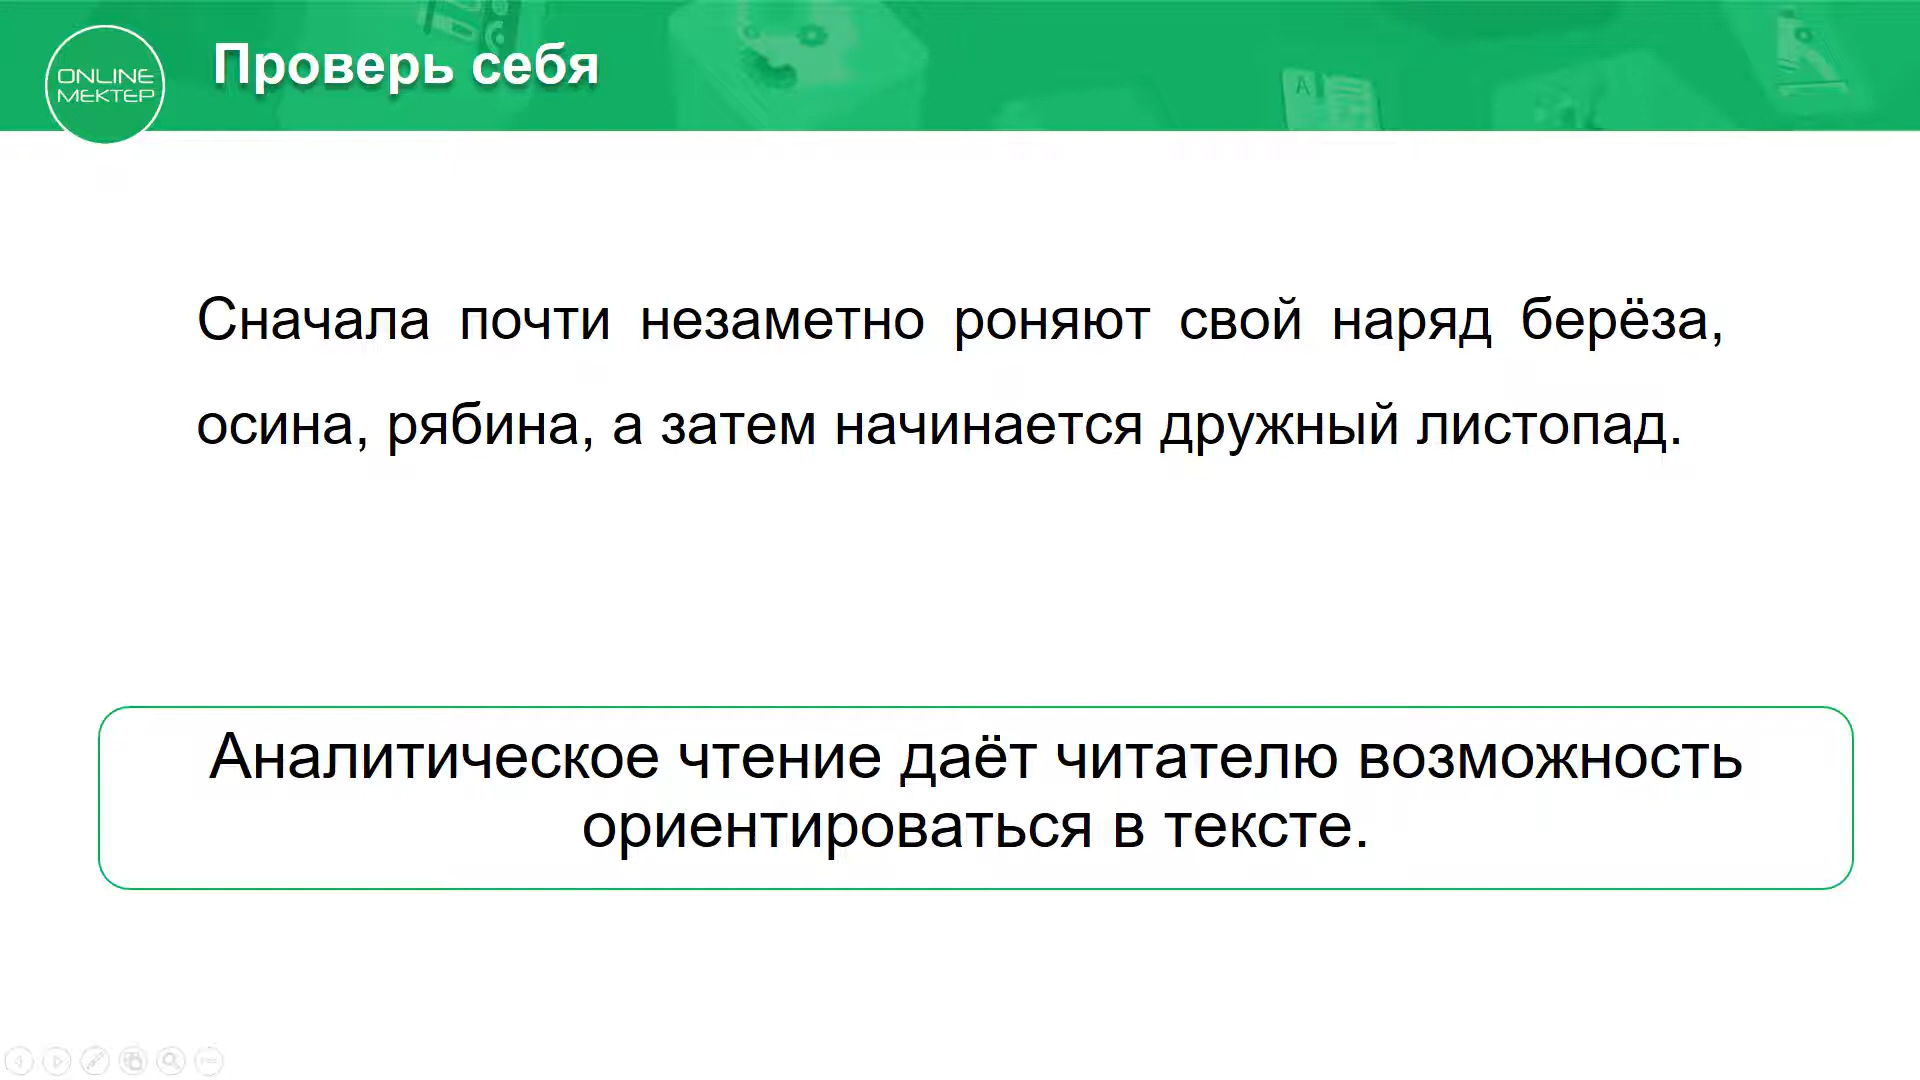 ONLINE
МЕКТЕР
Проверь себя
Сначала почти незаметно роняют свой наряд берёза,
осина, рябина, а затем начинается дружный листопад.
Аналитическое чтение даёт читателю возможность
ориентироваться в тексте.